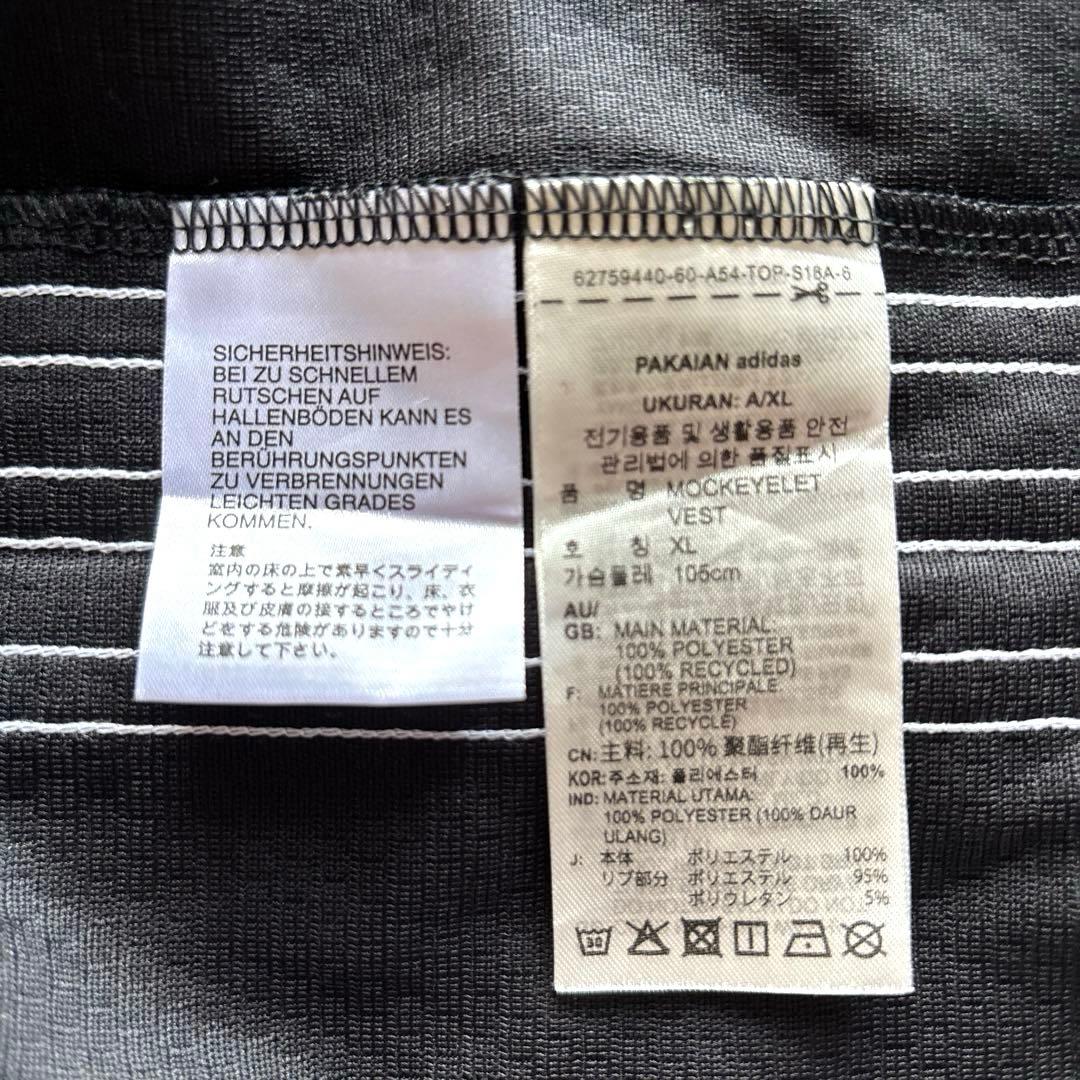 SICHERHEITSHINWEIS:
BEI ZU SCHNELLEM
RUTSCHEN AUF
HALLENBÖDEN KANN ES
AN DEN
BERÜHRUNGSPUNKTEN
ZU VERBRENNUNGEN
LEICHTEN GRADES
KOMMEN.
注意
室内の床の上で素早くスライディ
ングすると摩擦が起こり、床、衣
服及び皮膚の接するところでやけ
どをする危険がありますので十分
注意して下さい。
62759440-60-A54-TOP-S18A-6
PAKAIAN adidas
UKURAN: A/XL
전기용품 및 생활용품 안전
관리법에 의한 품질표시
품 명 MOCKEYELET
VEST
호 칭 XL
가슴둘레 105cm
AU/
GB: MAIN MATERIAL:
100% POLYESTER
(100% RECYCLED)
F: MATIERE PRINCIPALE:
100% POLYESTER
(100% RECYCLÉ)
CN: 主料: 100% 聚酯纤维(再生)
KOR: 주소재: 폴리에스터 100%
IND: MATERIAL UTAMA:
100% POLYESTER (100% DAUR
ULANG)
J: 本体 ポリエステル 100%
リブ部分 ポリエステル 95%
ポリウレタン 5%
30